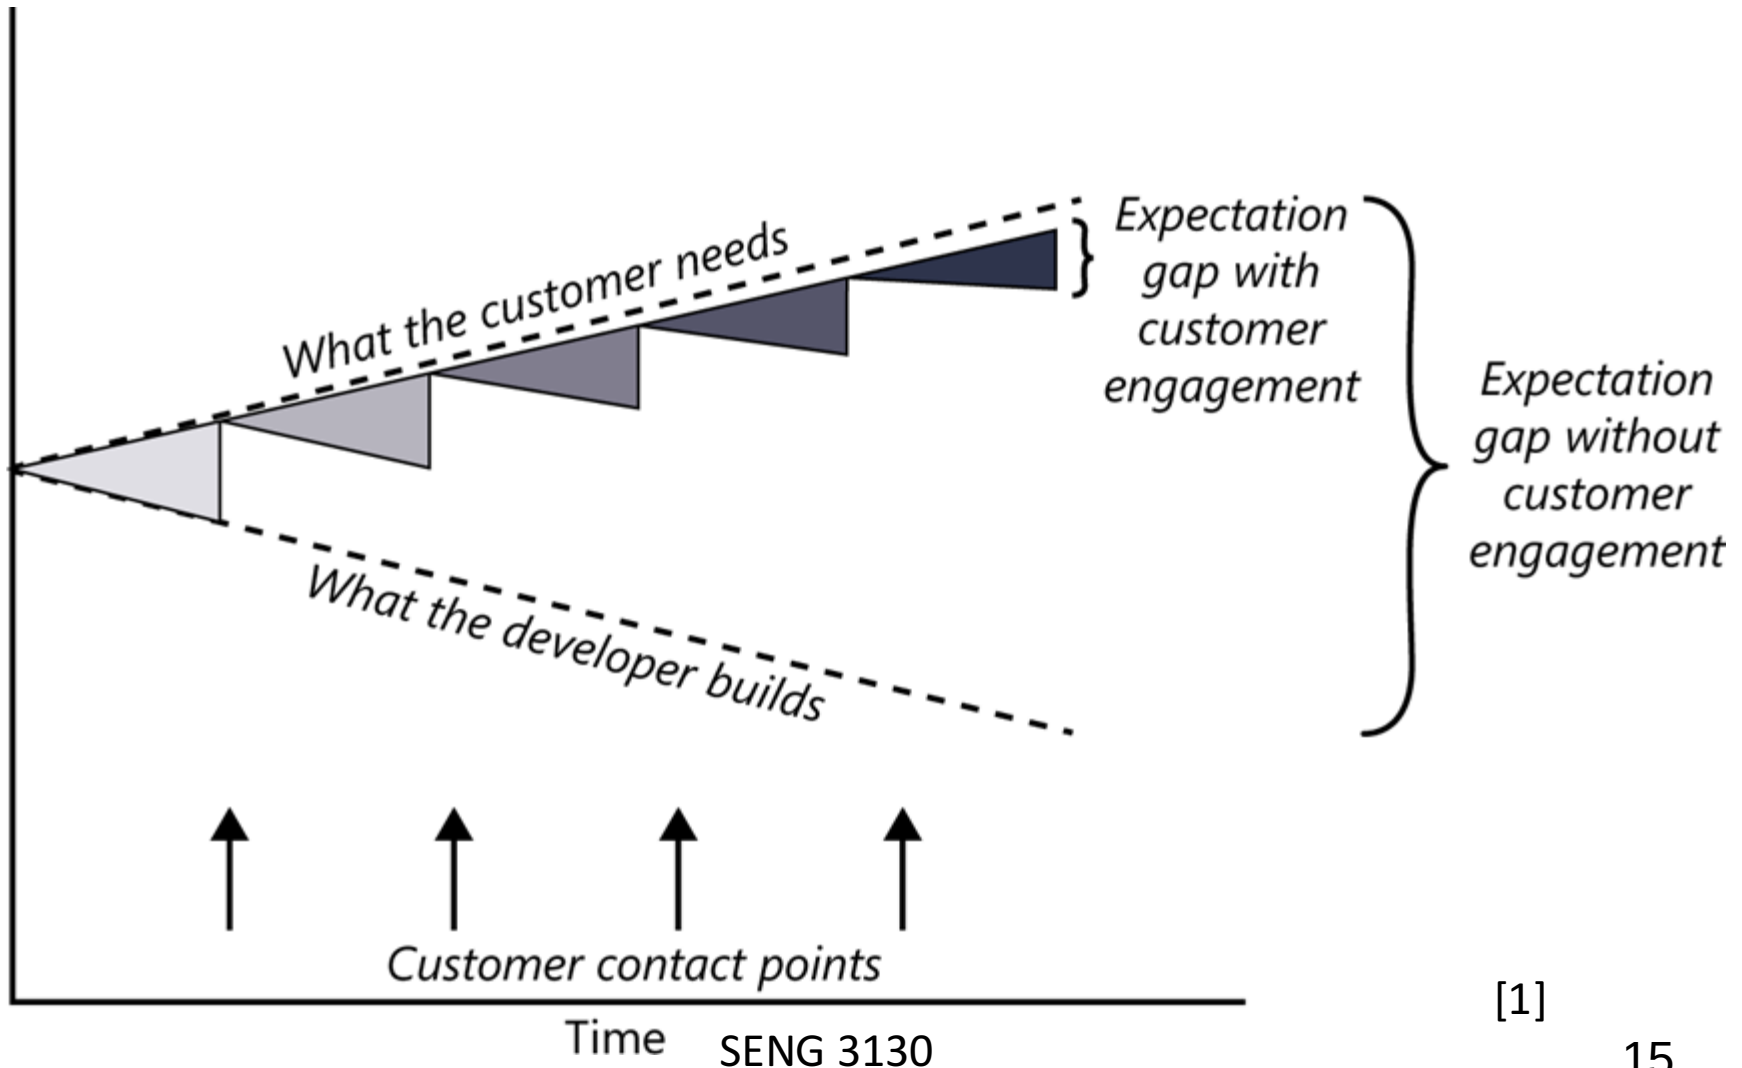 What the customer needs
Expectation
gap with
customer
engagement
Expectation
gap without
customer
engagement
What the developer builds
Customer contact points
Time
[1]
SENG 3130
15